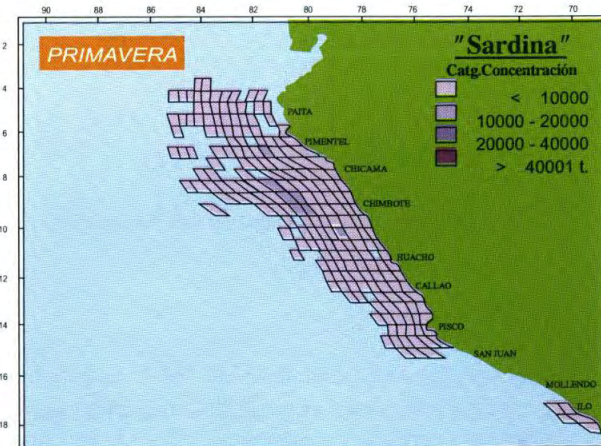 90 88 86 84 82 80 78 76 74 72 70
2
4
6
8
10
12
14
16
18
PRIMAVERA
"Sardina"
Catg.Concentración
< 10000
10000 - 20000
20000 - 40000
> 40001 t.
PAITA
PIMENTEL
CHICAMA
CHIMBOTE
HUACHO
CALLAO
PISCO
SAN JUAN
MOLLENDO
ILO